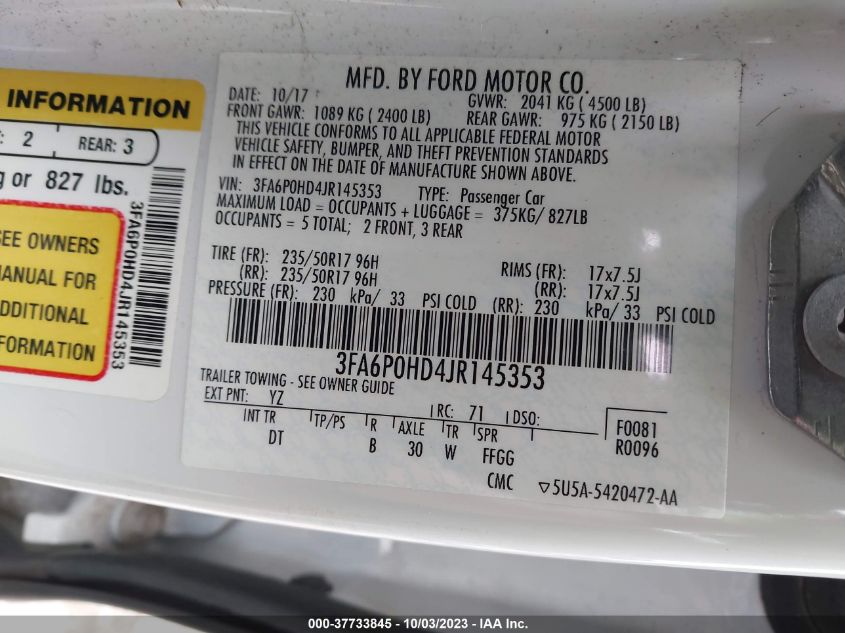 INFORMATION
2
REAR: 3
or 827 lbs.
SEE OWNERS
MANUAL FOR
ADDITIONAL
INFORMATION
3FA6P0HD4JR145353
MFD. BY FORD MOTOR CO.
DATE: 10/17 GVWR: 2041 KG ( 4500 LB)
FRONT GAWR: 1089 KG ( 2400 LB) REAR GAWR: 975 KG ( 2150 LB)
THIS VEHICLE CONFORMS TO ALL APPLICABLE FEDERAL MOTOR
VEHICLE SAFETY, BUMPER, AND THEFT PREVENTION STANDARDS
IN EFFECT ON THE DATE OF MANUFACTURE SHOWN ABOVE.
VIN: 3FA6P0HD4JR145353 TYPE: Passenger Car
MAXIMUM LOAD = OCCUPANTS + LUGGAGE = 375KG/ 827LB
OCCUPANTS = 5 TOTAL; 2 FRONT, 3 REAR
TIRE (FR): 235/50R17 96H RIMS (FR): 17x7.5J
(RR): 235/50R17 96H (RR): 17x7.5J
PRESSURE (FR): 230 kPa/ 33 PSI COLD (RR): 230 kPa/ 33 PSI COLD
3FA6P0HD4JR145353
TRAILER TOWING - SEE OWNER GUIDE
EXT PNT: YZ RC: 71 DSO: F0081
INT TR TP/PS R AXLE TR SPR R0096
DT B 30 W FFGG
CMC ▽5U5A-5420472-AA
000-37733845 - 10/03/2023 - IAA Inc.